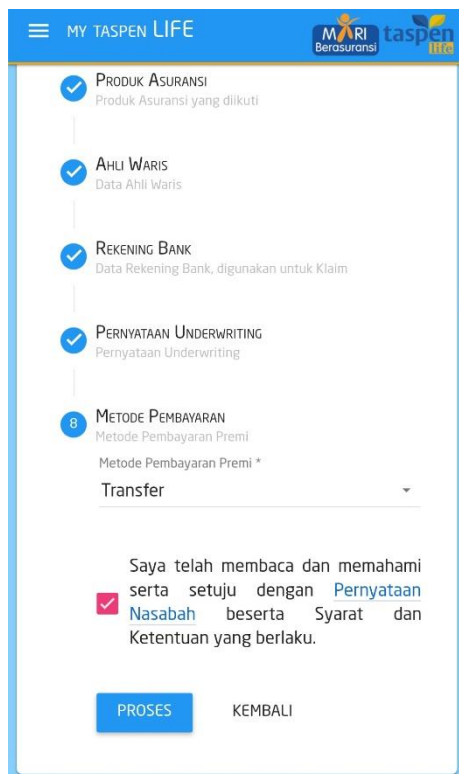 MY TASPEN LIFE
MARI
Berasuransi
taspen
life
PRODUK ASURANSI
Produk Asuransi yang diikuti
AHLI WARIS
Data Ahli Waris
REKENING BANK
Data Rekening Bank, digunakan untuk Klaim
PERNYATAAN UNDERWRITING
Pernyataan Underwriting
8
METODE PEMBAYARAN
Metode Pembayaran Premi
Metode Pembayaran Premi *
Transfer
Saya telah membaca dan memahami
serta setuju dengan Pernyataan
Nasabah beserta Syarat dan
Ketentuan yang berlaku.
PROSES KEMBALI